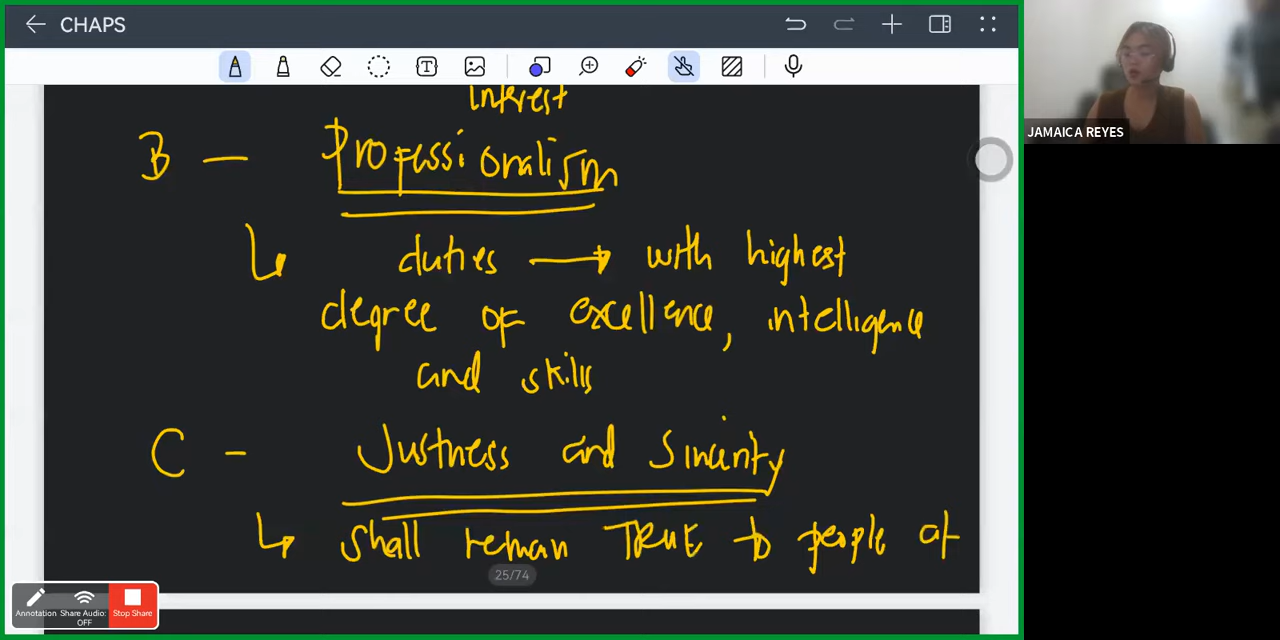 CHAPS
JAMAICA REYES
interest
B — Professionalism
duties → with highest
degree of excellence, intelligence
and skills
C - Justness and Sincerity
shall remain TRUE to people at
25/74
Annotation
Share Audio: OFF
Stop Share